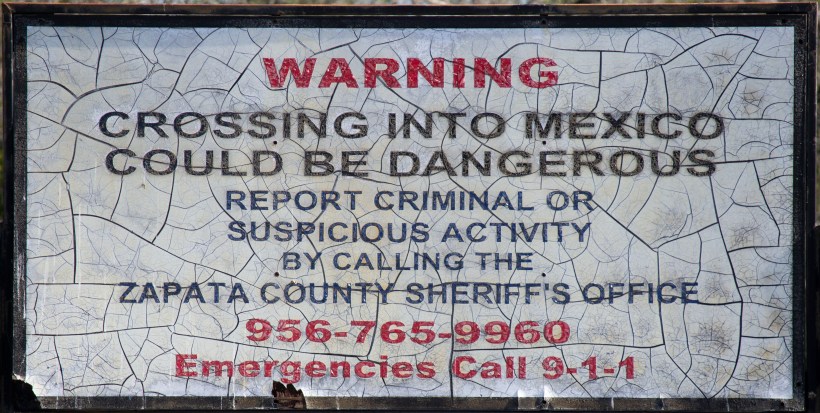 WARNING
CROSSING INTO MEXICO
COULD BE DANGEROUS
REPORT CRIMINAL OR
SUSPICIOUS ACTIVITY
BY CALLING THE
ZAPATA COUNTY SHERIFF'S OFFICE
956-765-9960
Emergencies Call 9-1-1